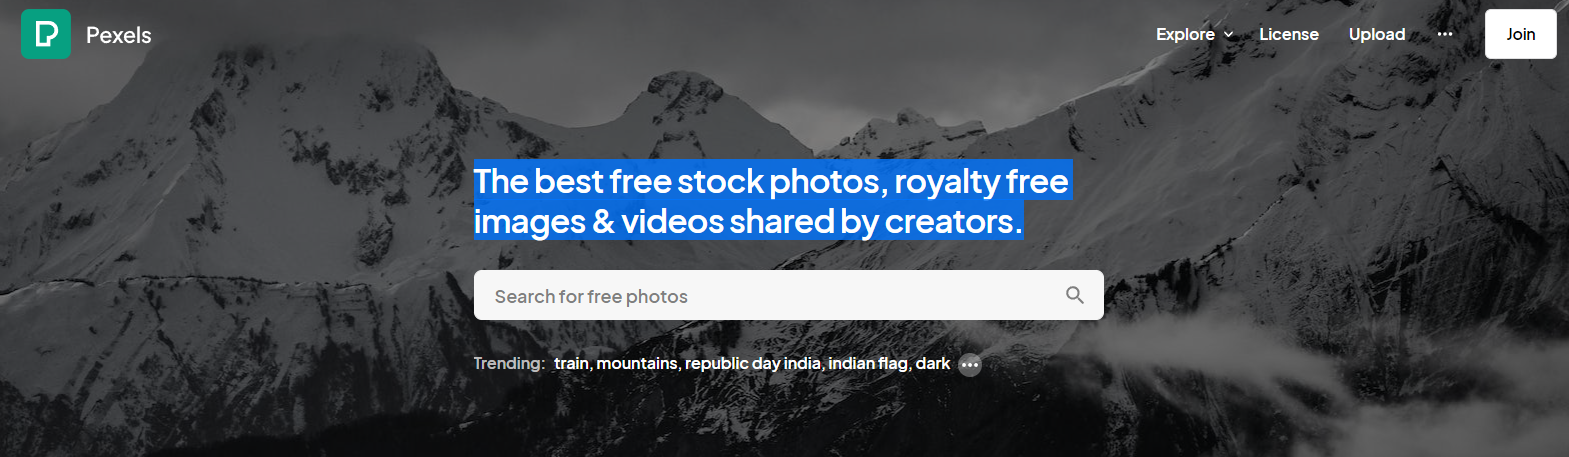 Pexels
Explore License Upload Join
The best free stock photos, royalty free
images & videos shared by creators.
Search for free photos
Trending: train, mountains, republic day india, indian flag, dark